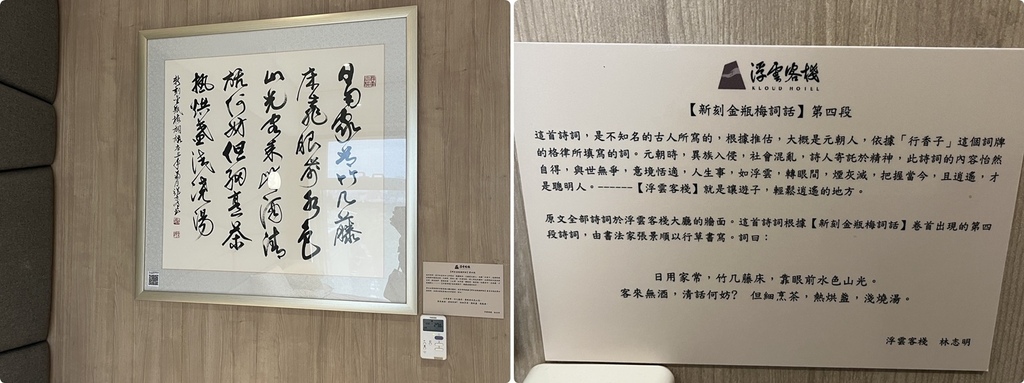 日用家常竹几藤
床靠眼前水色
山光客來無酒清
話何妨但細烹茶
熱烘盞淺澆湯
浮雲客棧
KLOUD HOTEL
【新刻金瓶梅詞話】第四段
這首詩詞，是不知名的古人所寫的，根據推估，大概是元朝人，依據「行香子」這個詞牌
的格律所填寫的詞。元朝時，異族入侵，社會混亂，詩人寄託於精神，此詩詞的內容怡然
自得，與世無爭，意境恬適，人生事，如浮雲，轉眼間，煙灰滅，把握當今，且逍遙，才
是聰明人。------【浮雲客棧】就是讓遊子，輕鬆逍遙的地方。
原文全部詩詞於浮雲客棧大廳的牆面。這首詩詞根據【新刻金瓶梅詞話】卷首出現的第四
段詩詞，由書法家張景順以行草書寫。詞曰：
日用家常，竹几藤床，靠眼前水色山光。
客來無酒，清話何妨？ 但細烹茶，熱烘盞，淺燒湯。
浮雲客棧 林志明